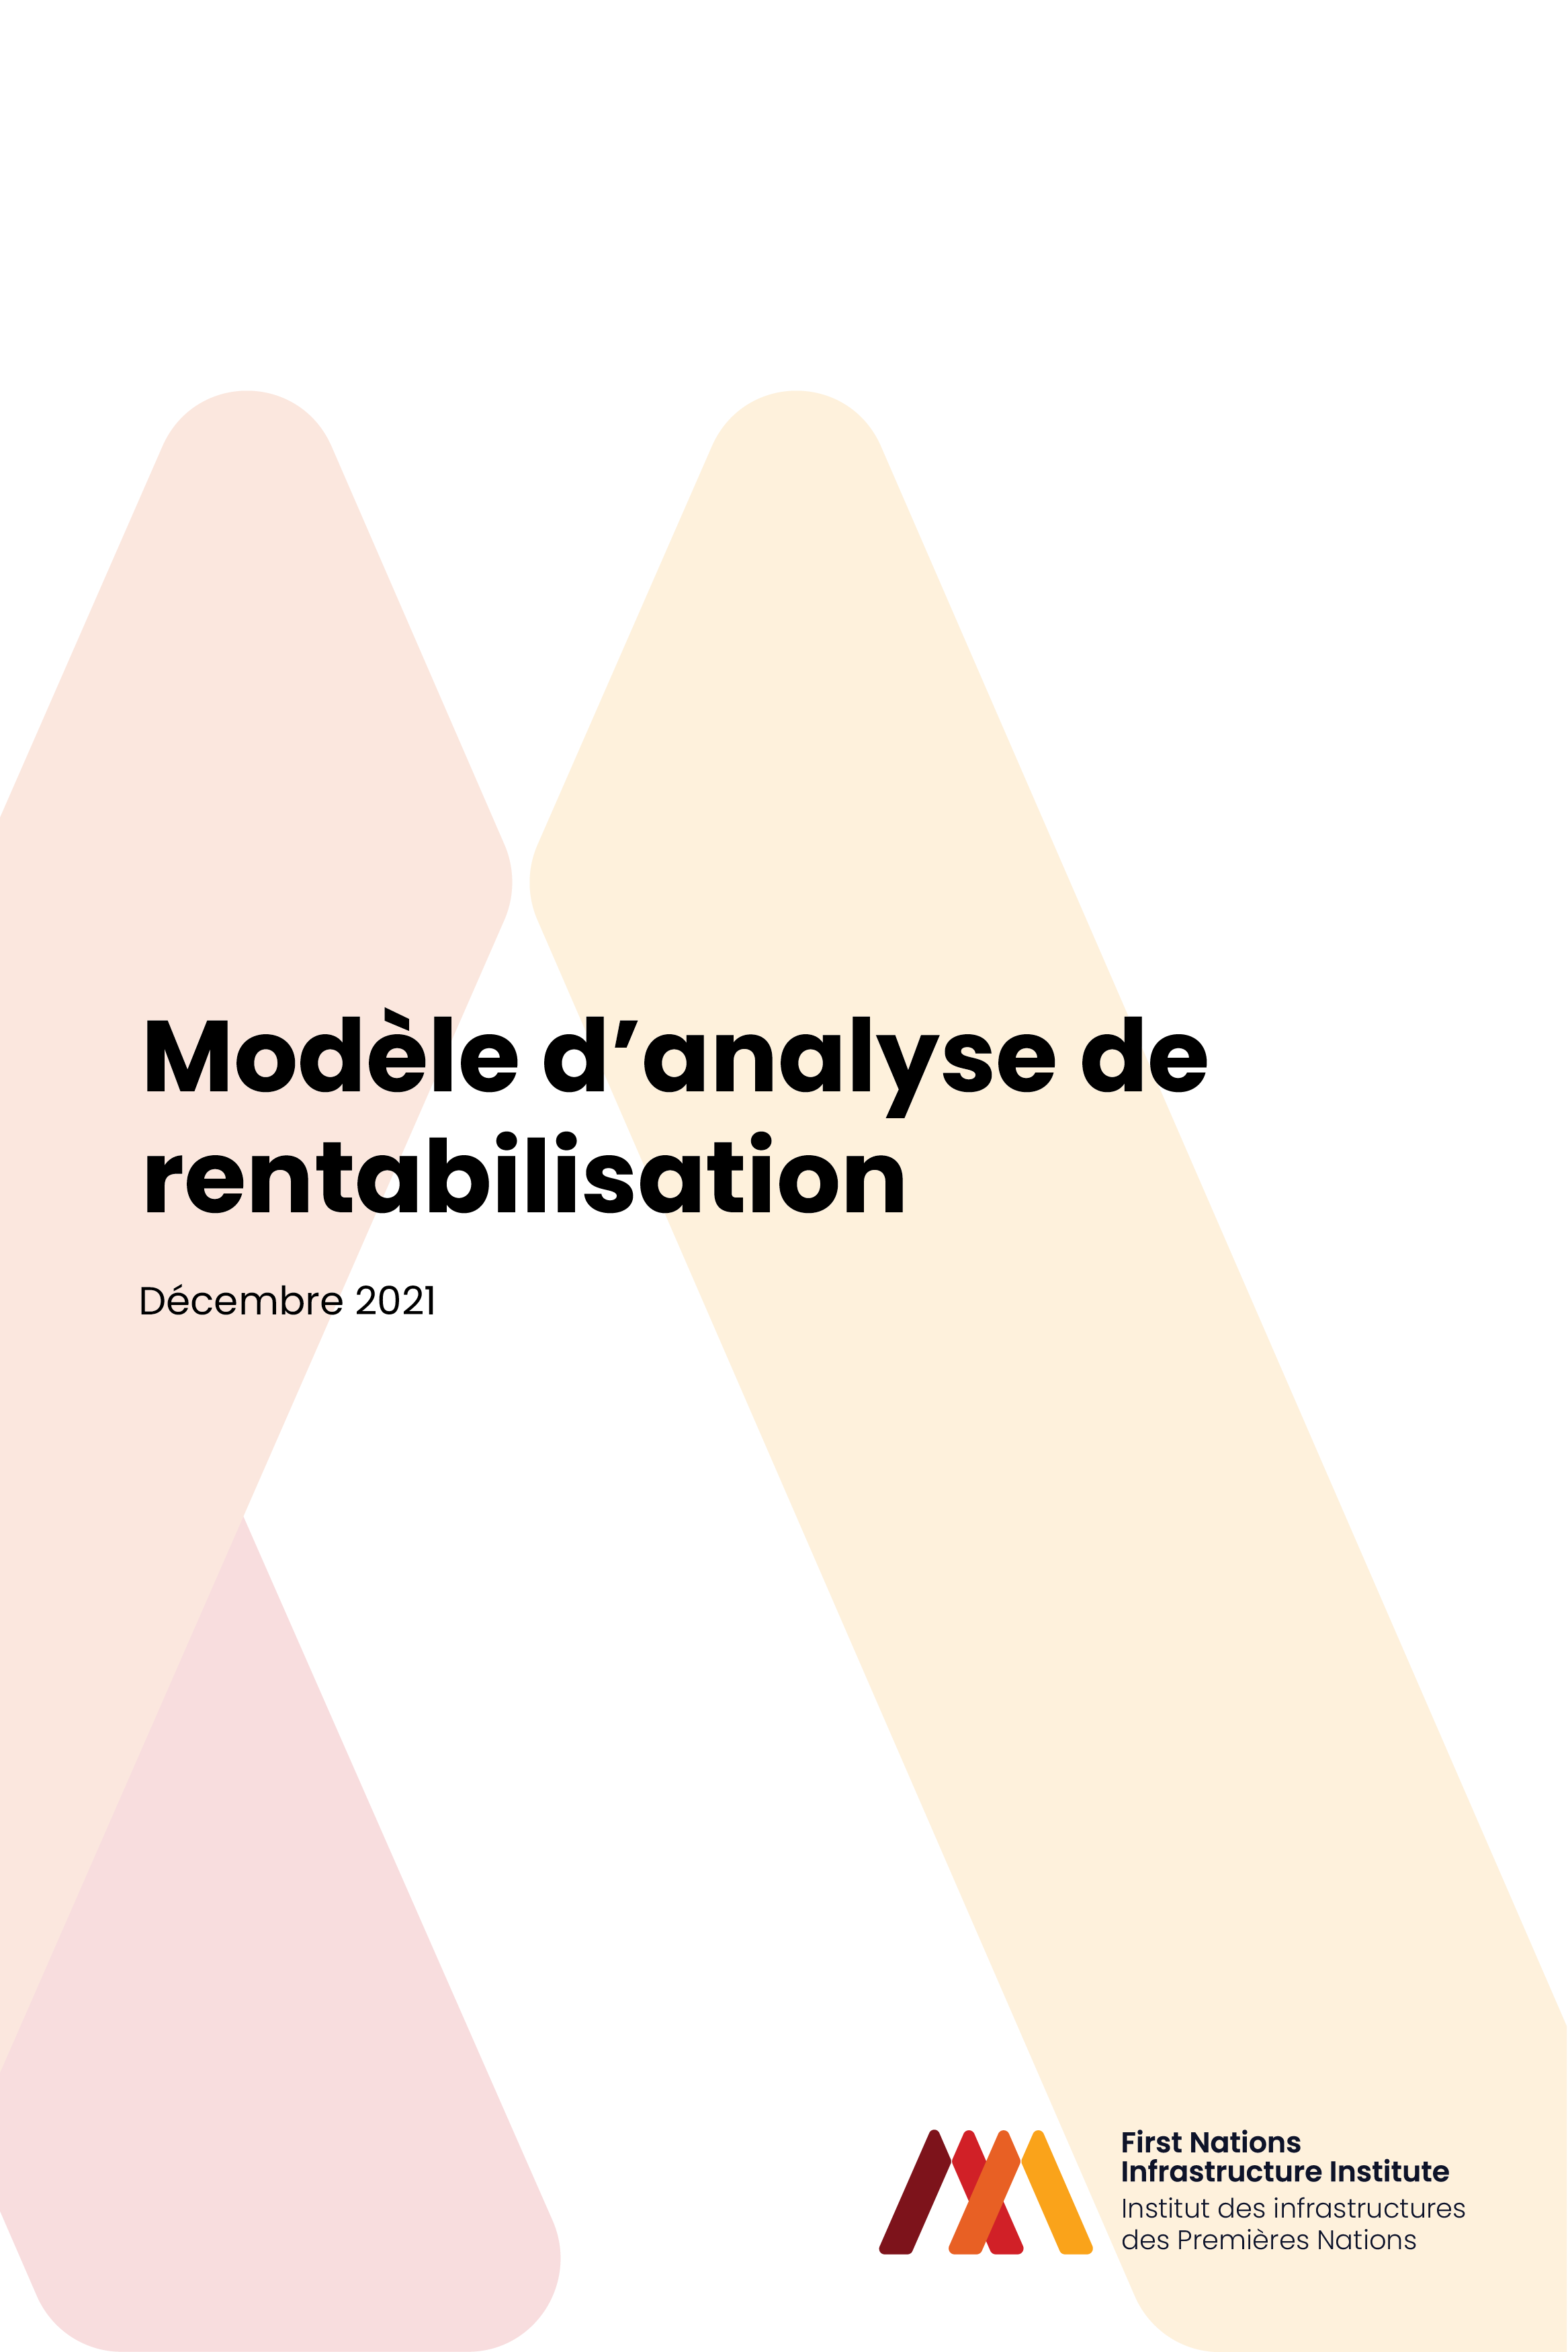 Modèle d’analyse de
rentabilisation
Décembre 2021
First Nations
Infrastructure Institute
Institut des infrastructures
des Premières Nations